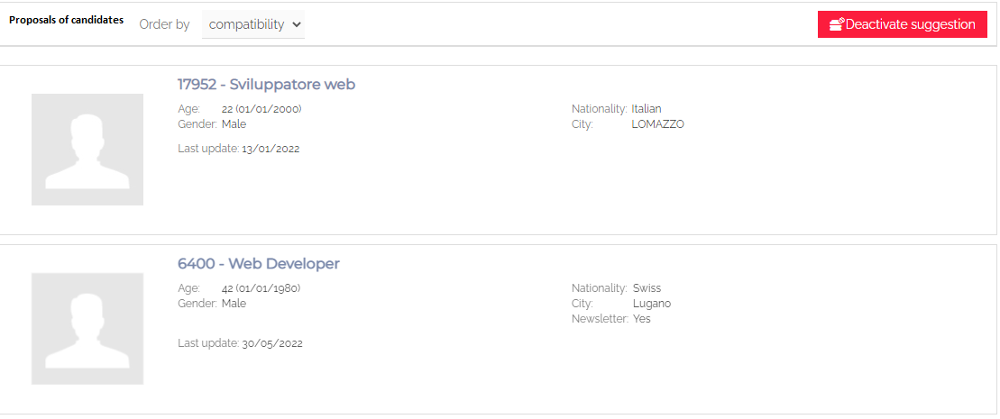 Proposals of candidates Order by compatibility Deactivate suggestion
17952 - Sviluppatore web
Age: 22 (01/01/2000) Nationality: Italian
Gender: Male City: LOMAZZO
Last update: 13/01/2022
6400 - Web Developer
Age: 42 (01/01/1980) Nationality: Swiss
Gender: Male City: Lugano
Newsletter: Yes
Last update: 30/05/2022